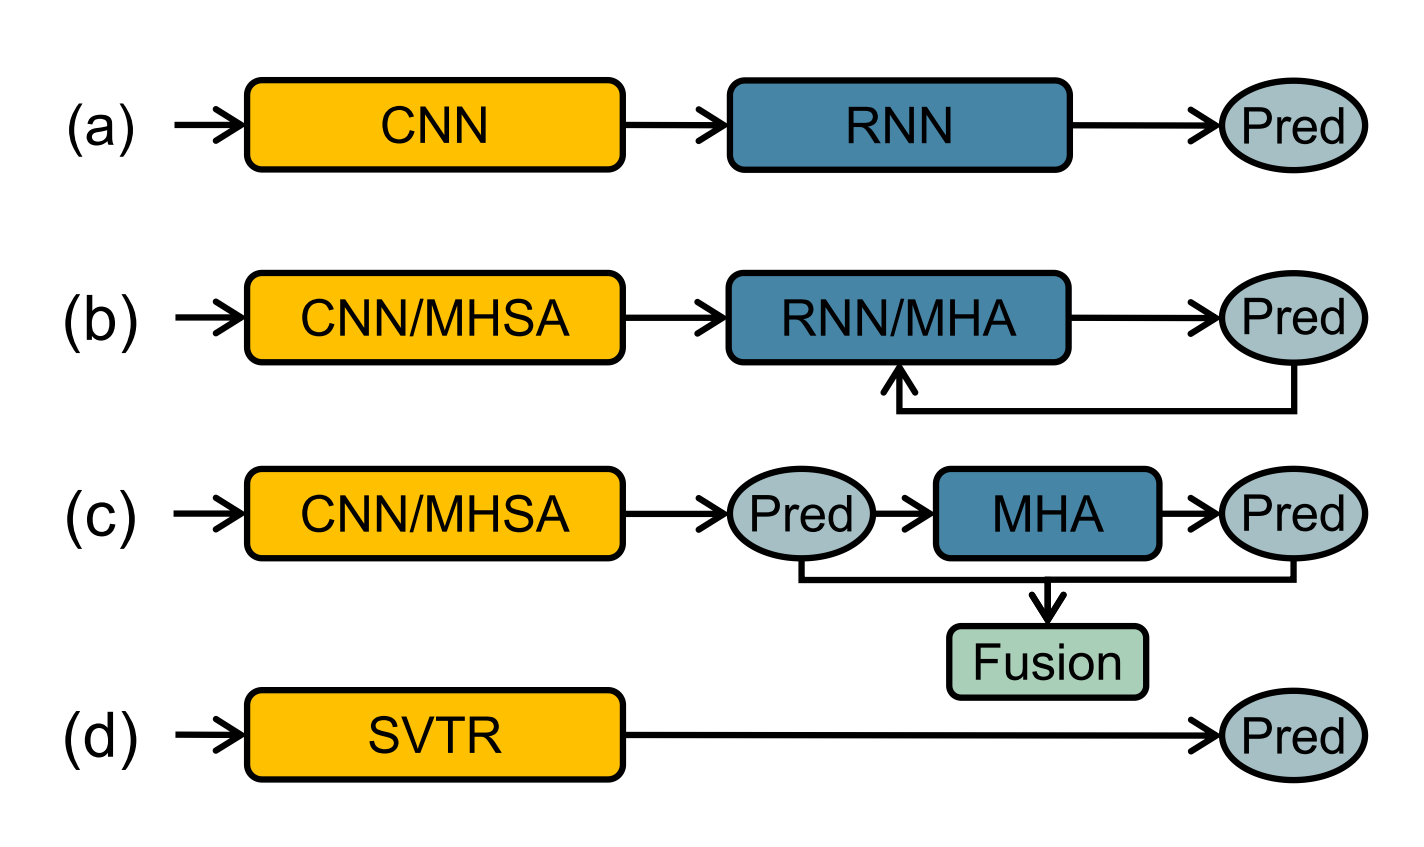 (a) CNN RNN Pred
(b) CNN/MHSA RNN/MHA Pred
(c) CNN/MHSA Pred MHA Pred
Fusion
(d) SVTR Pred